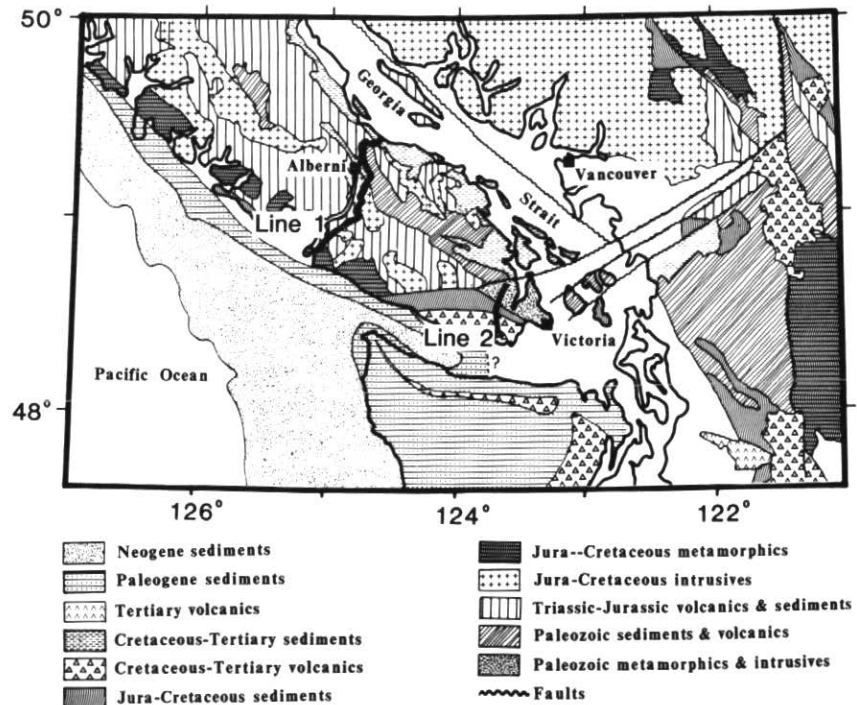 50°
Georgia
Alberni
Vancouver
Line 1
Strait
Line 2
Victoria
?
Pacific Ocean
48°
126°
124°
122°
Neogene sediments
Paleogene sediments
Tertiary volcanics
Cretaceous-Tertiary sediments
Cretaceous-Tertiary volcanics
Jura-Cretaceous sediments
Jura--Cretaceous metamorphics
Jura-Cretaceous intrusives
Triassic-Jurassic volcanics & sediments
Paleozoic sediments & volcanics
Paleozoic metamorphics & intrusives
Faults